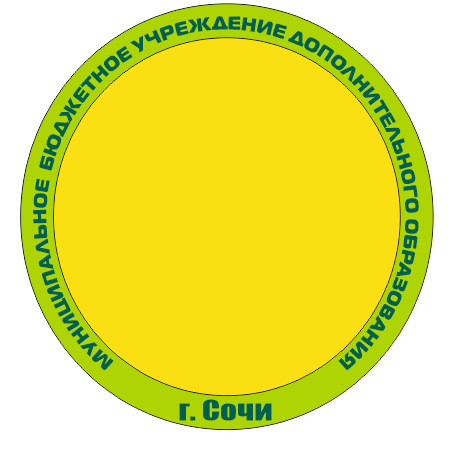 МУНИЦИПАЛЬНОЕ БЮДЖЕТНОЕ УЧРЕЖДЕНИЕ ДОПОЛНИТЕЛЬНОГО ОБРАЗОВАНИЯ
г. Сочи